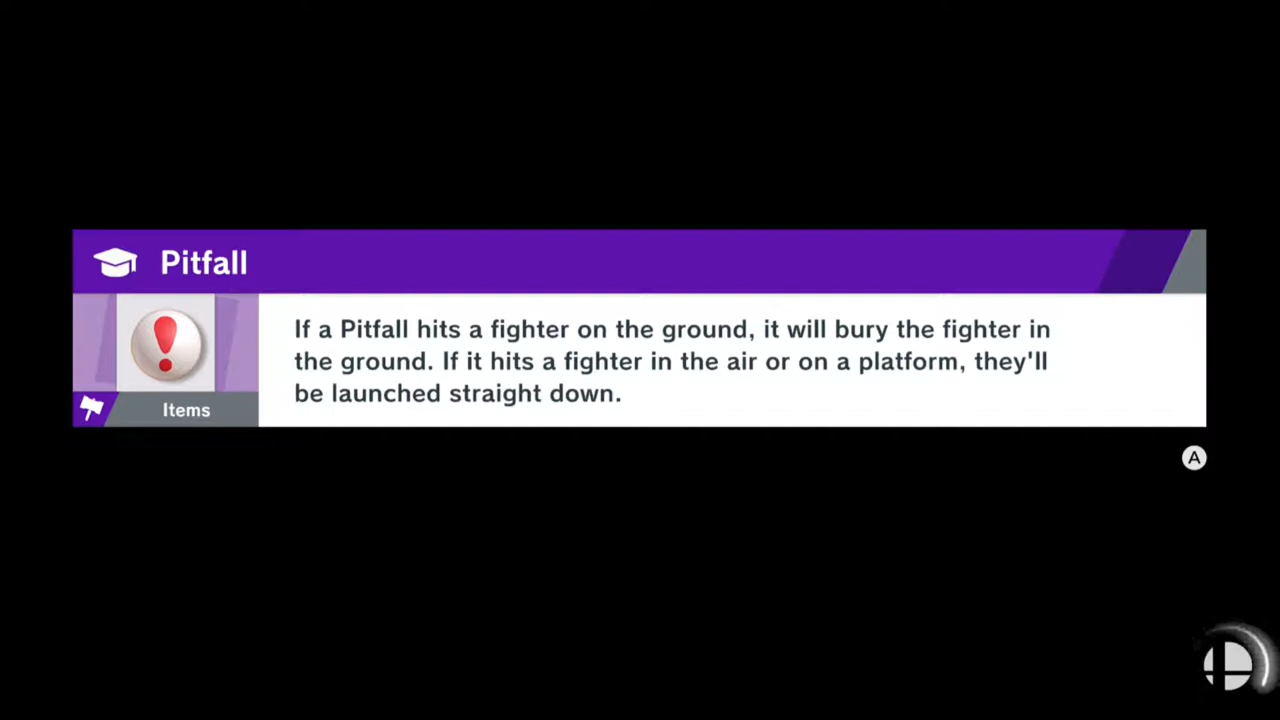 Pitfall
If a Pitfall hits a fighter on the ground, it will bury the fighter in
the ground. If it hits a fighter in the air or on a platform, they'll
be launched straight down.
Items
A